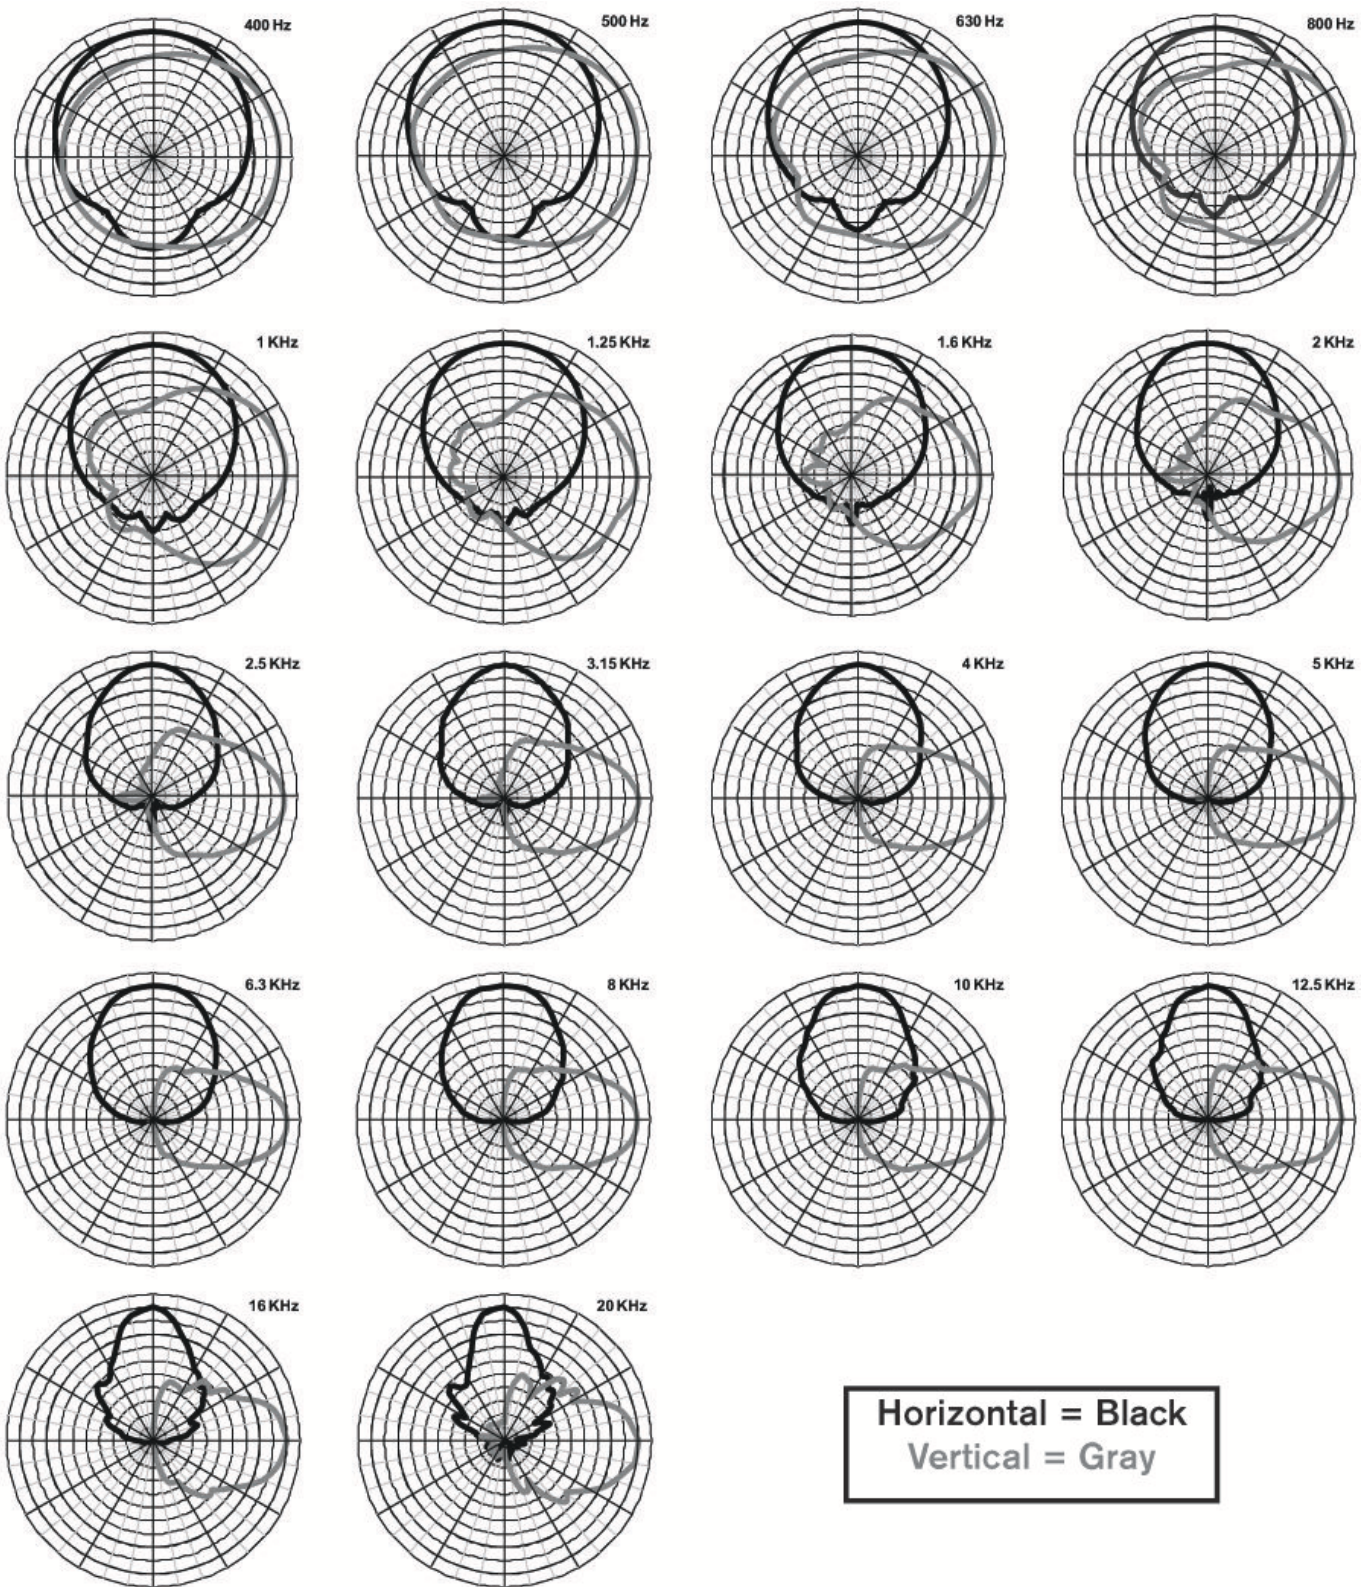 400 Hz
500 Hz
630 Hz
800 Hz
1 KHz
1.25 KHz
1.6 KHz
2 KHz
2.5 KHz
3.15 KHz
4 KHz
5 KHz
6.3 KHz
8 KHz
10 KHz
12.5 KHz
16 KHz
20 KHz
Horizontal = Black
Vertical = Gray